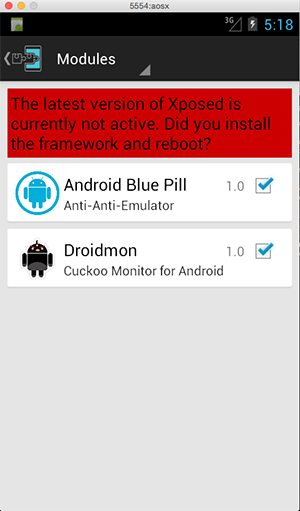 5554:aosx
3G
5:18
Modules
The latest version of Xposed is
currently not active. Did you install
the framework and reboot?
Android Blue Pill 1.0
Anti-Anti-Emulator
Droidmon 1.0
Cuckoo Monitor for Android